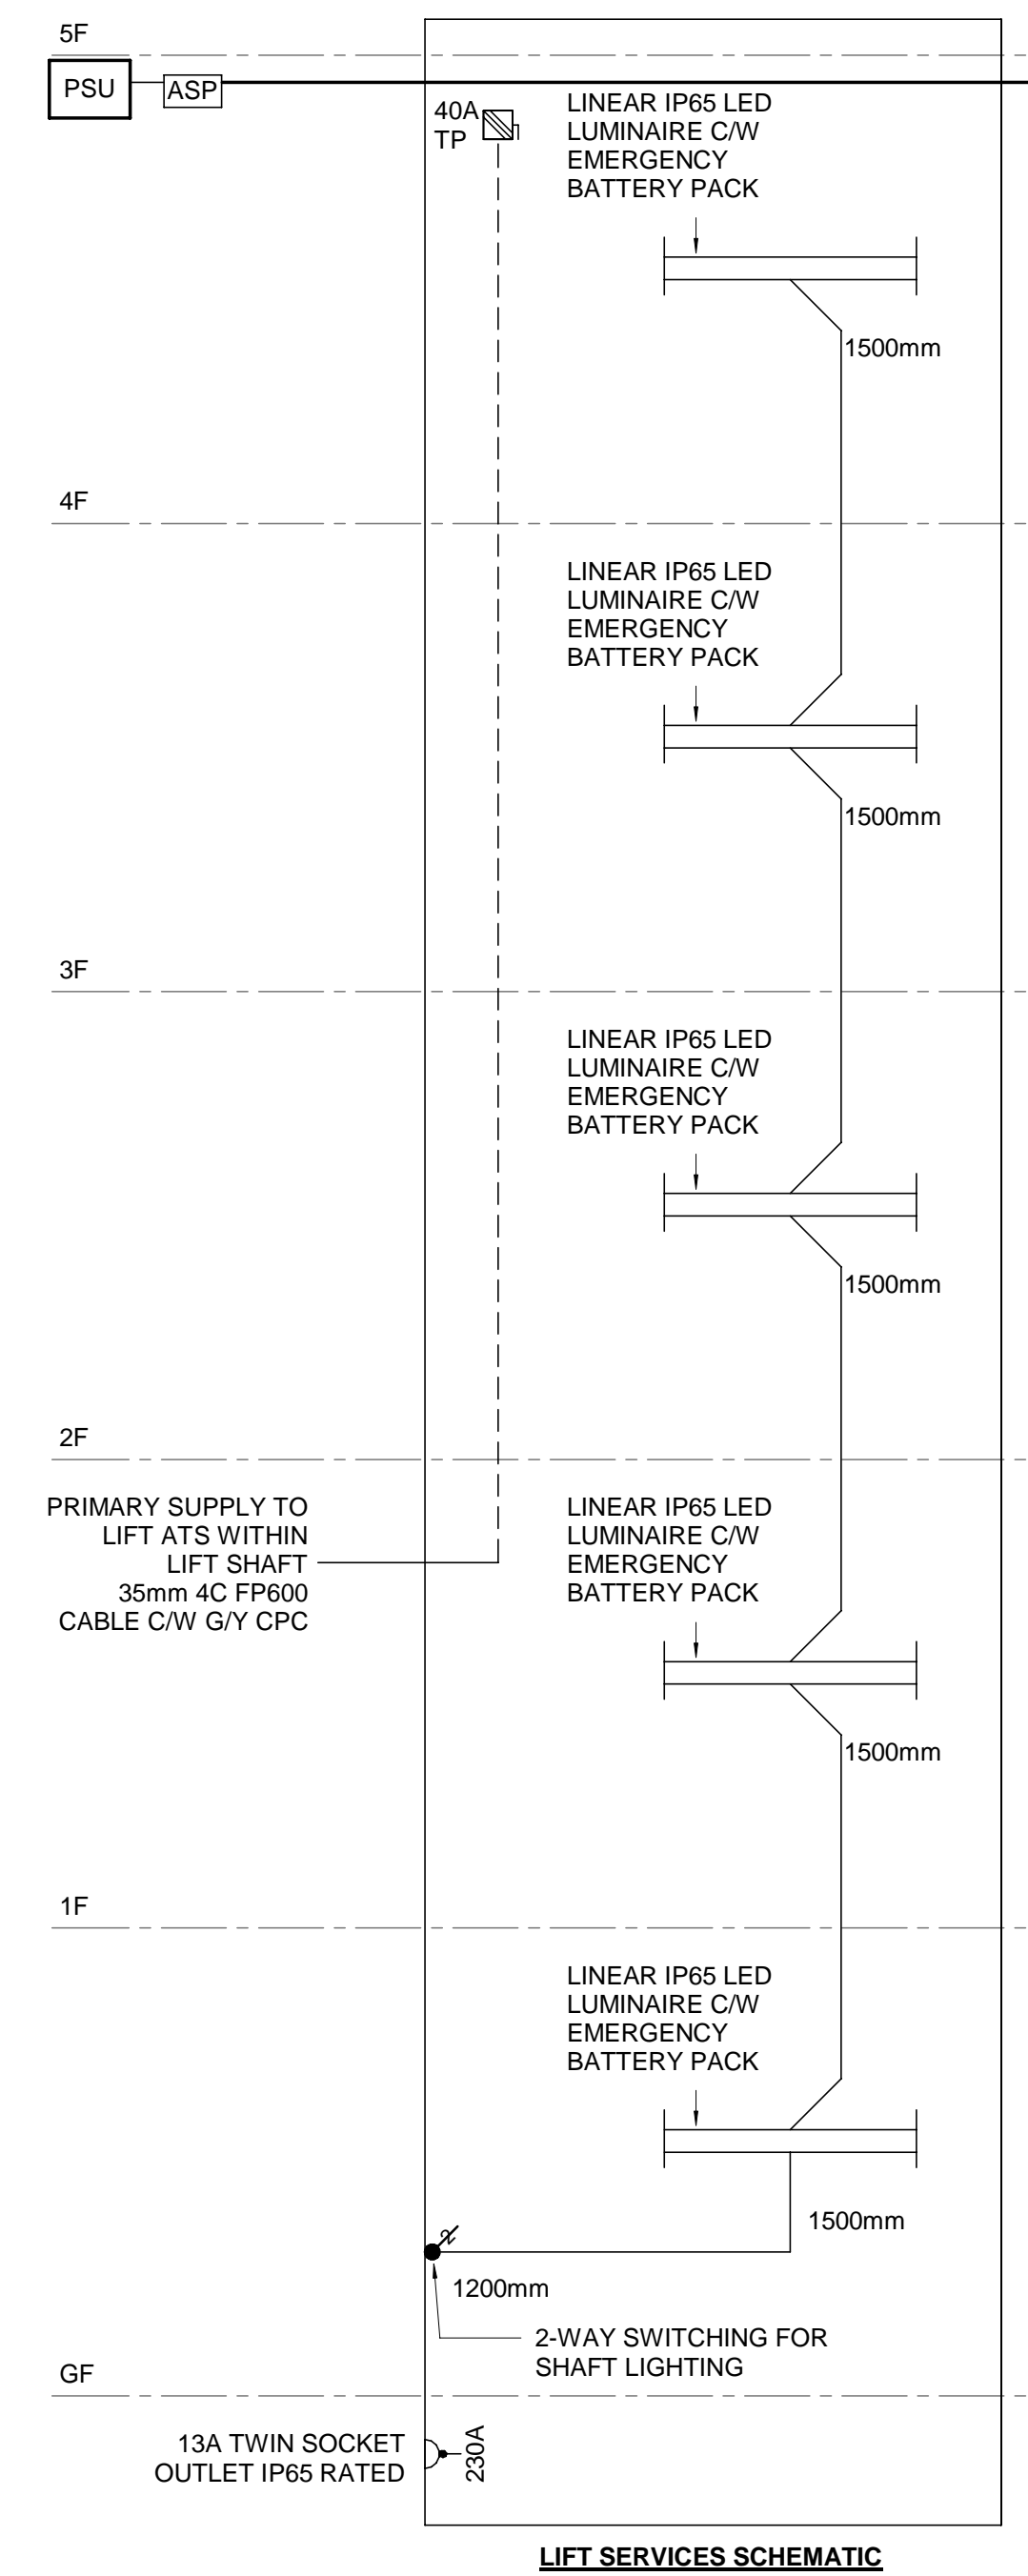 5F
PSU
ASP
40A
TP
LINEAR IP65 LED
LUMINAIRE C/W
EMERGENCY
BATTERY PACK
1500mm
4F
LINEAR IP65 LED
LUMINAIRE C/W
EMERGENCY
BATTERY PACK
1500mm
3F
LINEAR IP65 LED
LUMINAIRE C/W
EMERGENCY
BATTERY PACK
1500mm
2F
PRIMARY SUPPLY TO
LIFT ATS WITHIN
LIFT SHAFT
35mm 4C FP600
CABLE C/W G/Y CPC
LINEAR IP65 LED
LUMINAIRE C/W
EMERGENCY
BATTERY PACK
1500mm
1F
LINEAR IP65 LED
LUMINAIRE C/W
EMERGENCY
BATTERY PACK
1500mm
2
1200mm
2-WAY SWITCHING FOR
SHAFT LIGHTING
GF
13A TWIN SOCKET
OUTLET IP65 RATED
230A
LIFT SERVICES SCHEMATIC